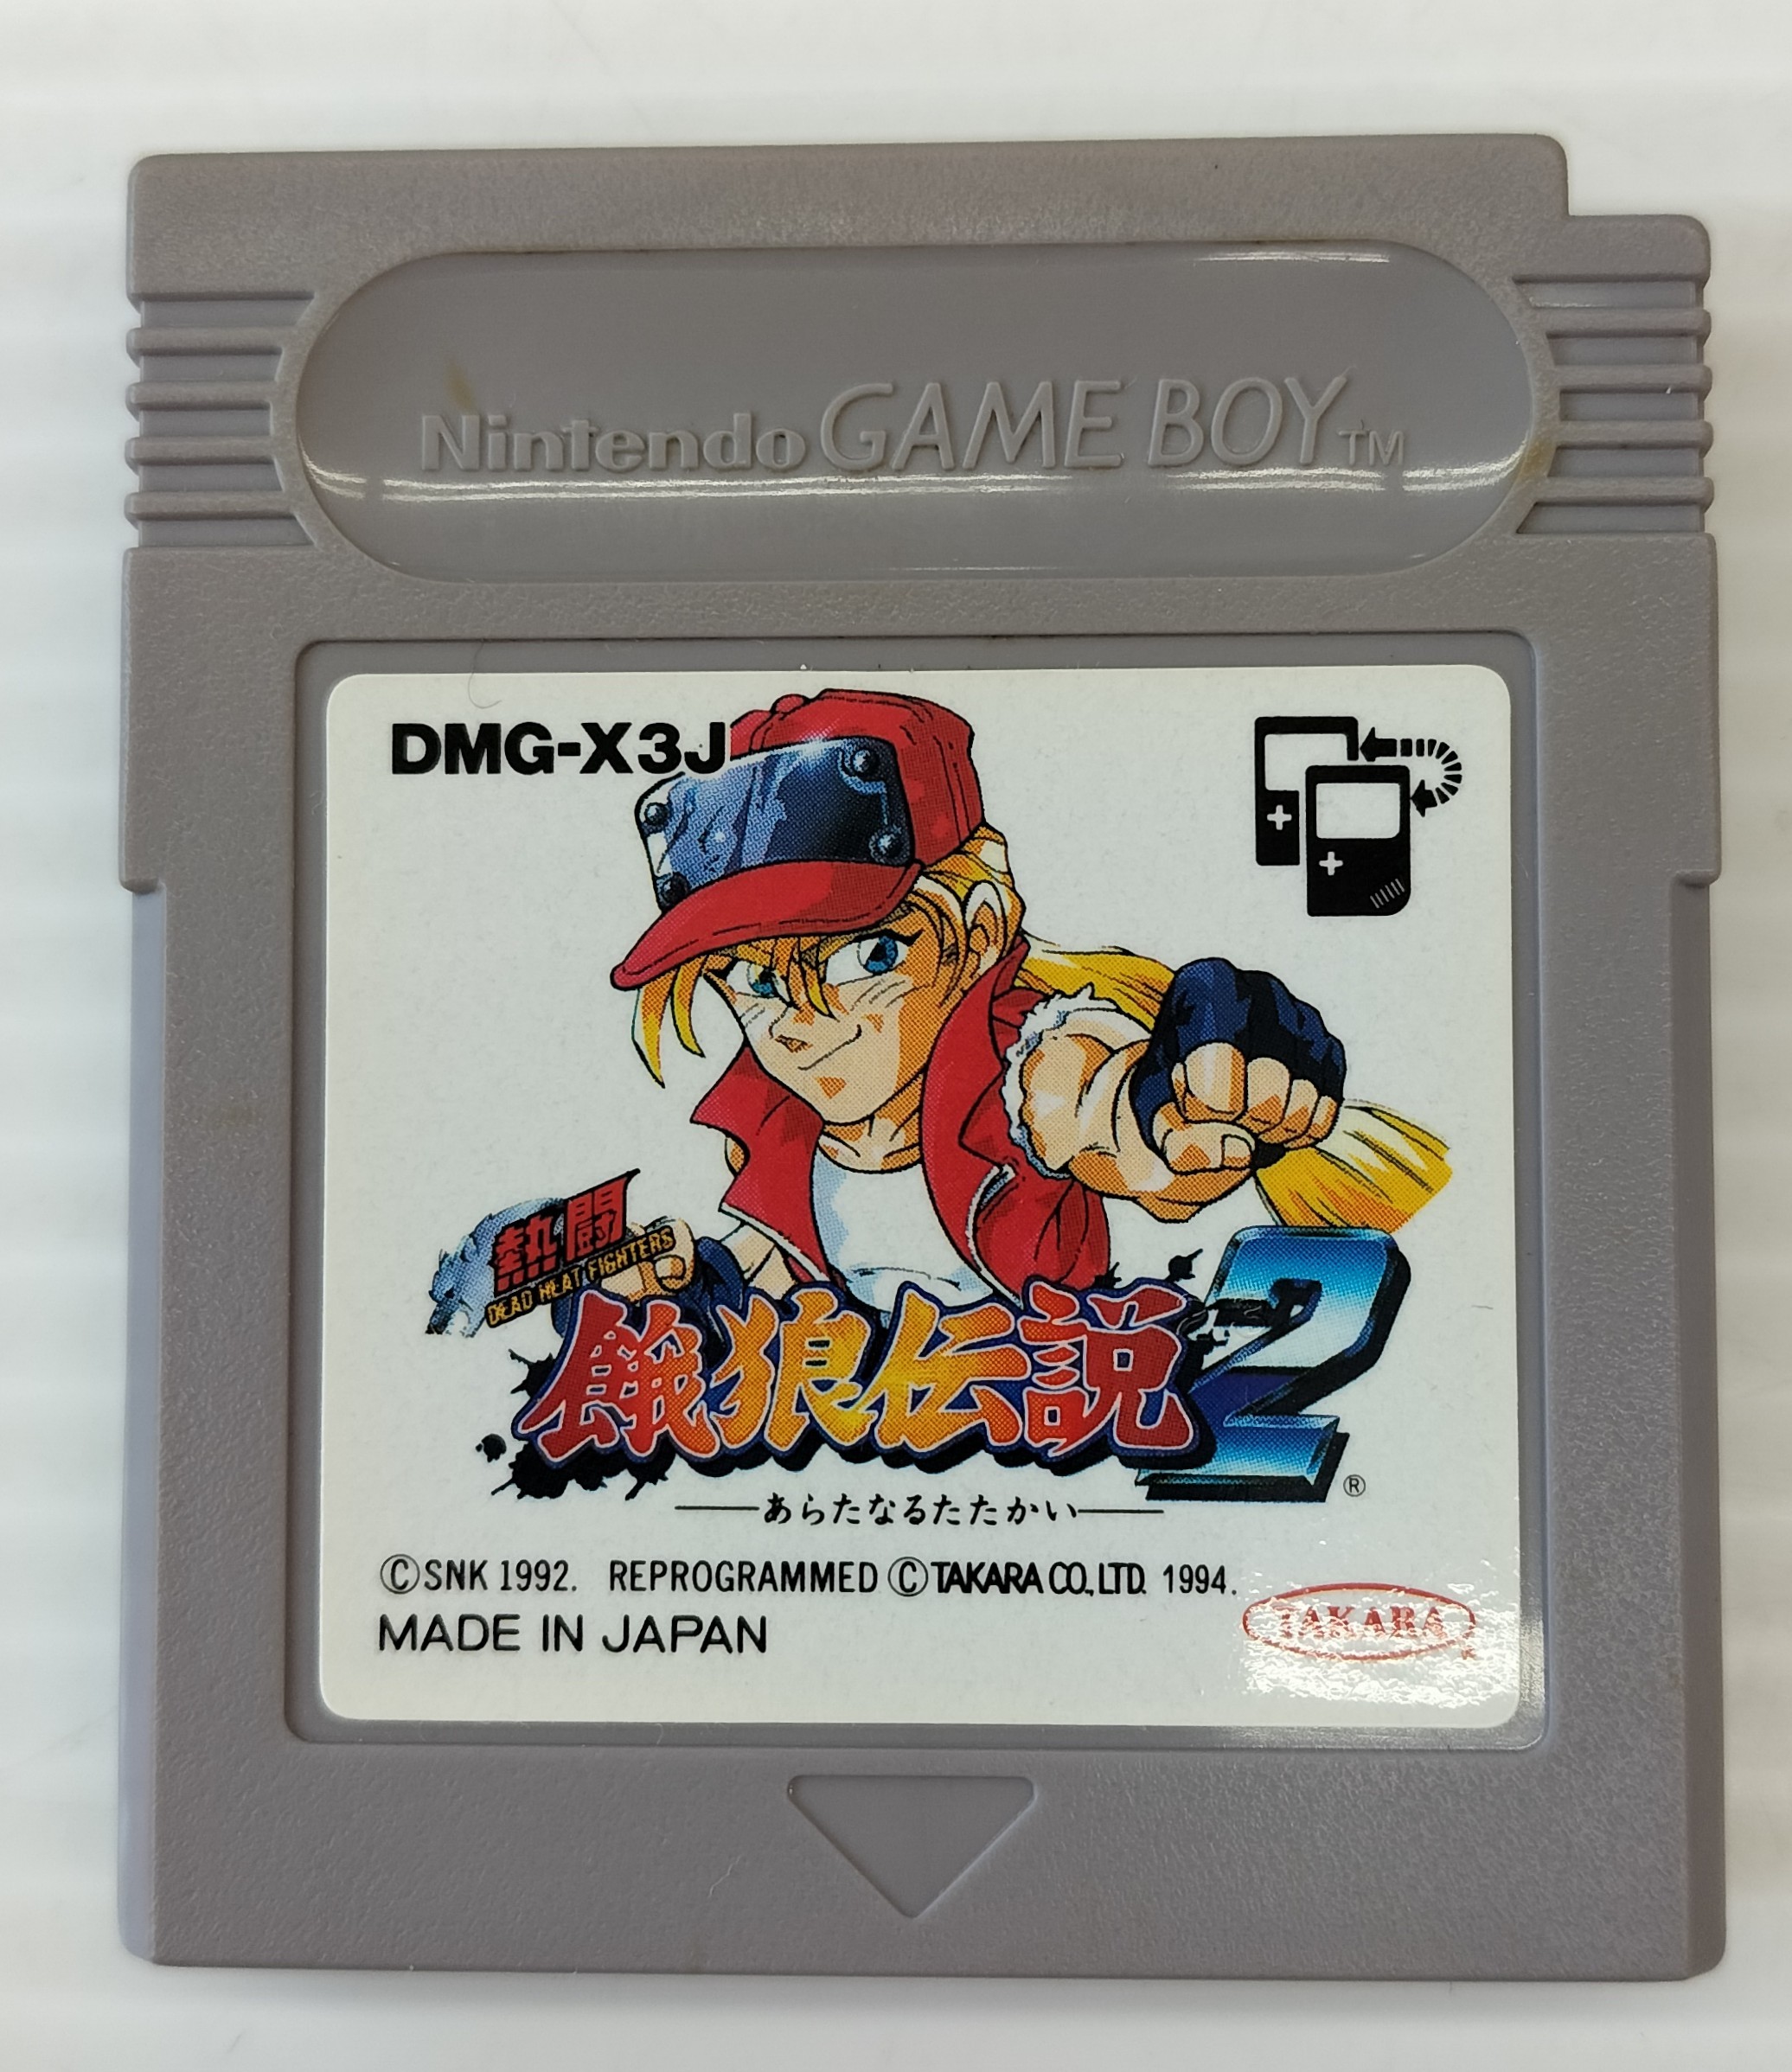 Nintendo GAME BOY TM
DMG-X3J
熱闘
DEAD HEAT FIGHTERS
餓狼伝説2
®
あらたなるたたかい
©SNK 1992. REPROGRAMMED ©TAKARA CO., LTD. 1994.
MADE IN JAPAN
TAKARA